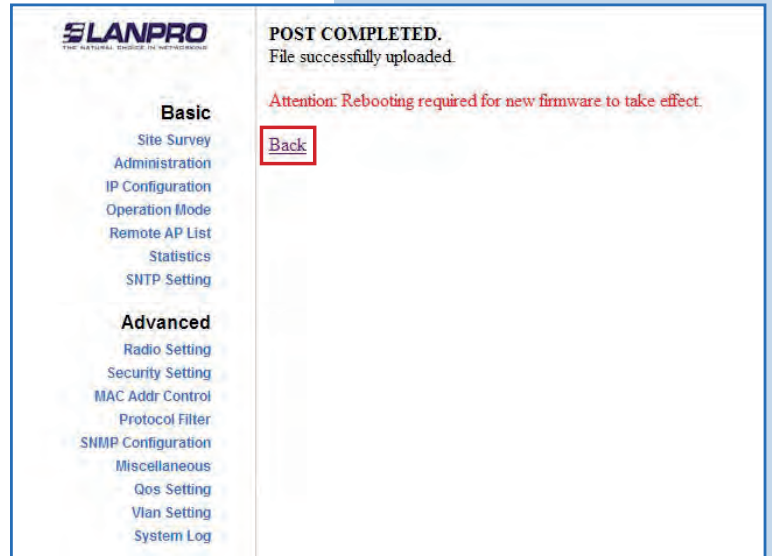 LANPRO
THE NATURAL CHOICE IN NETWORKING
Basic
Site Survey
Administration
IP Configuration
Operation Mode
Remote AP List
Statistics
SNTP Setting
Advanced
Radio Setting
Security Setting
MAC Addr Control
Protocol Filter
SNMP Configuration
Miscellaneous
Qos Setting
Vlan Setting
System Log
POST COMPLETED.
File successfully uploaded.
Attention: Rebooting required for new firmware to take effect.
Back